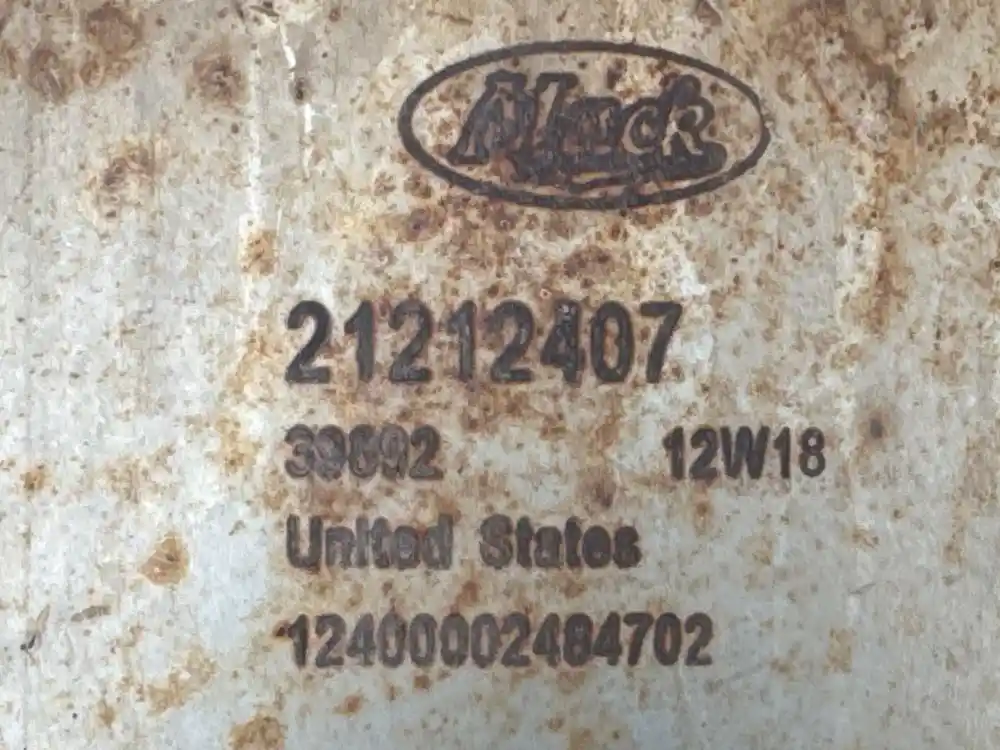 Mack
21212407
39692 12W18
United States
12400002484702